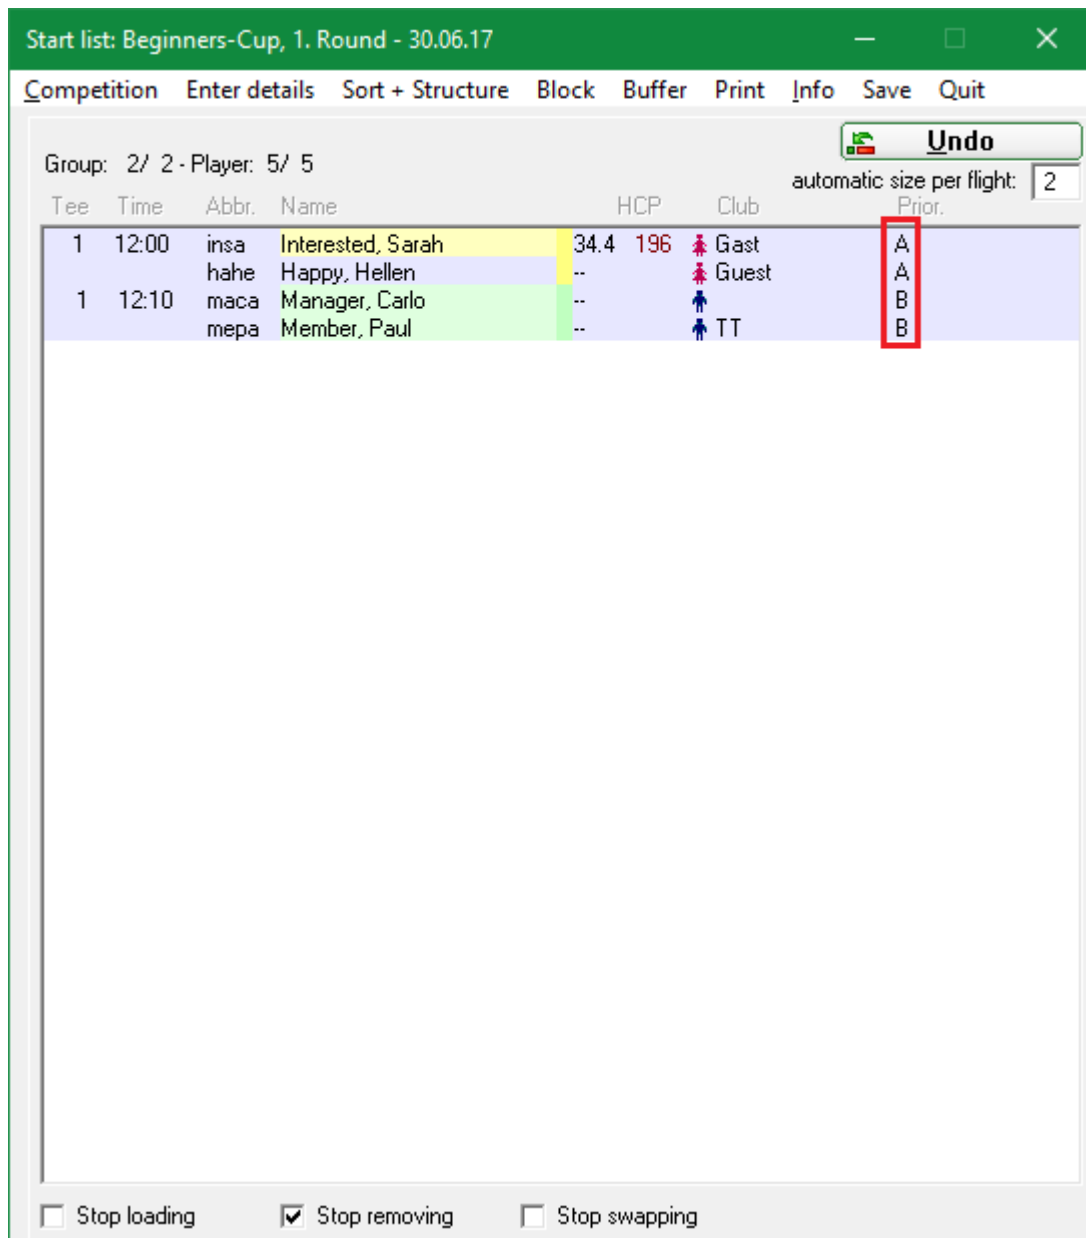 Start list: Beginners-Cup, 1. Round - 30.06.17
Competition Enter details Sort + Structure Block Buffer Print Info Save Quit
Undo
Group: 2/ 2 - Player: 5/ 5
automatic size per flight: 2
Tee Time Abbr. Name HCP Club Prior.
1 12:00 insa Interested, Sarah 34.4 196 Gast A
hahe Happy, Hellen -- Guest A
1 12:10 maca Manager, Carlo -- B
mepa Member, Paul -- TT B
Stop loading Stop removing Stop swapping